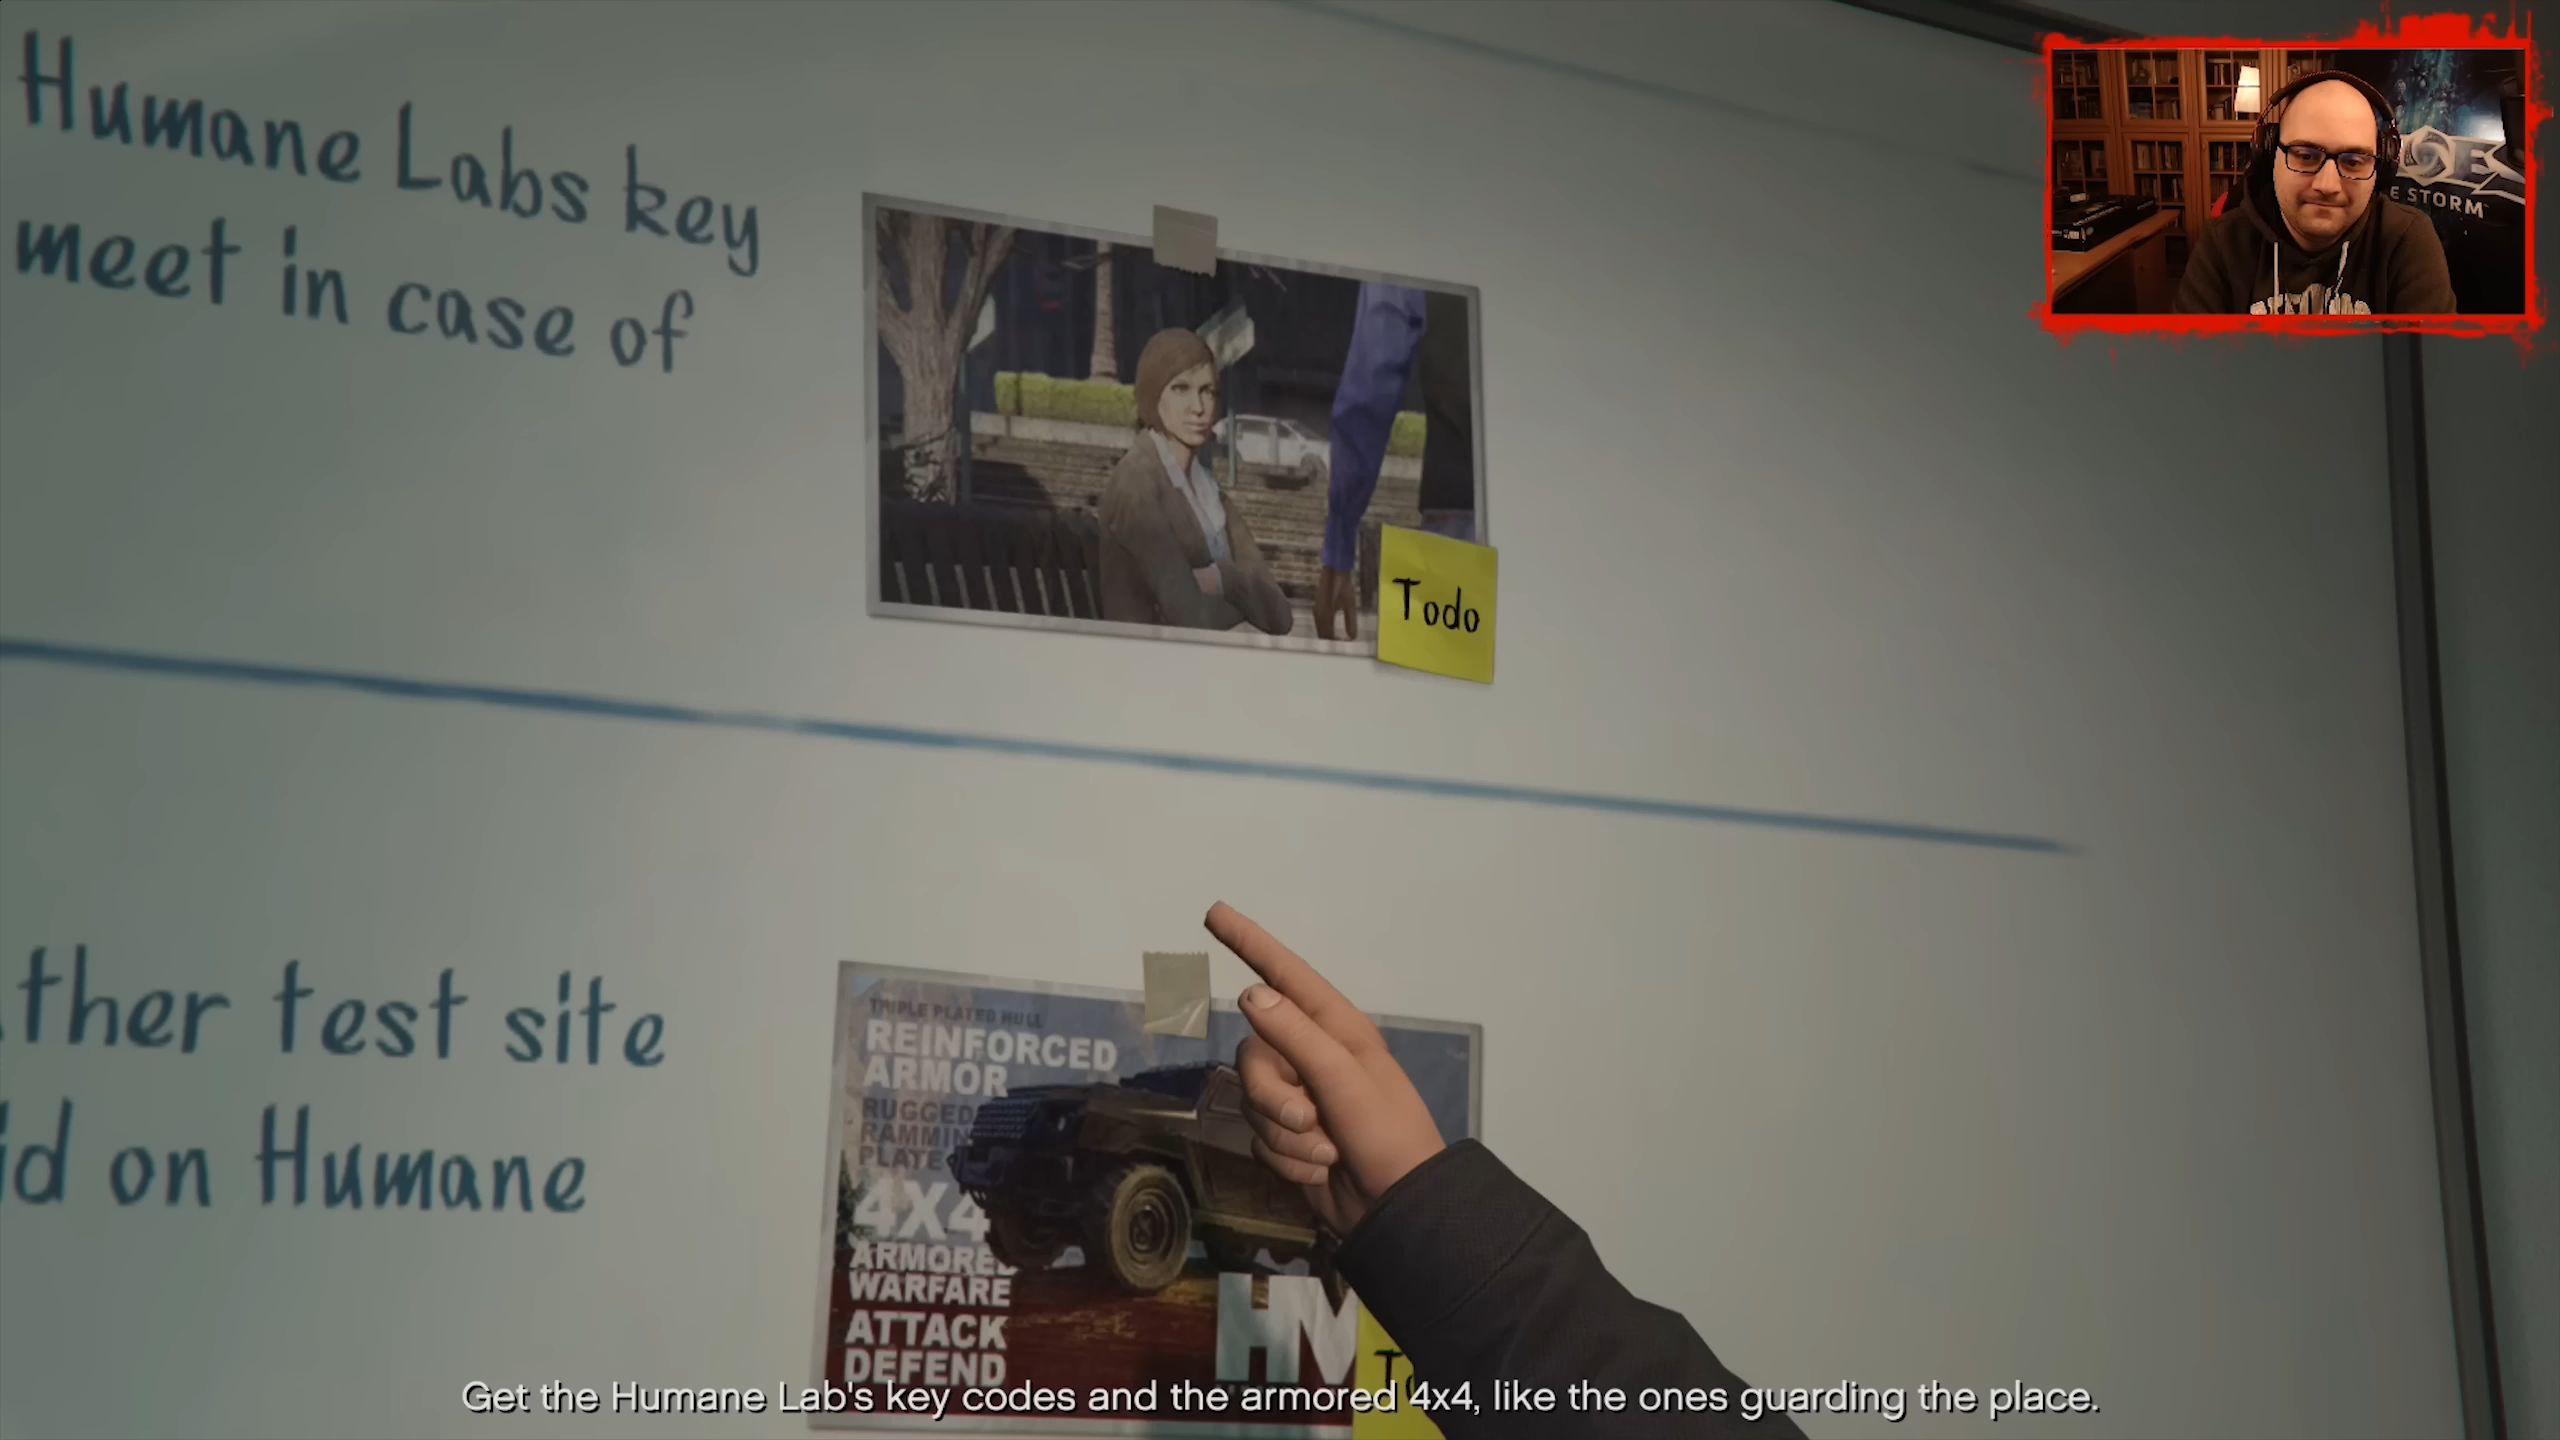 Humane Labs key
meet in case of
Todo
E STORM
ther test site
id on Humane
TRIPLE PLATED HULL
REINFORCED
ARMOR
RUGGED
RAMMIN
PLATE
4X4
ARMORED
WARFARE
ATTACK
DEFEND
HV
Get the Humane Lab's key codes and the armored 4x4, like the ones guarding the place.